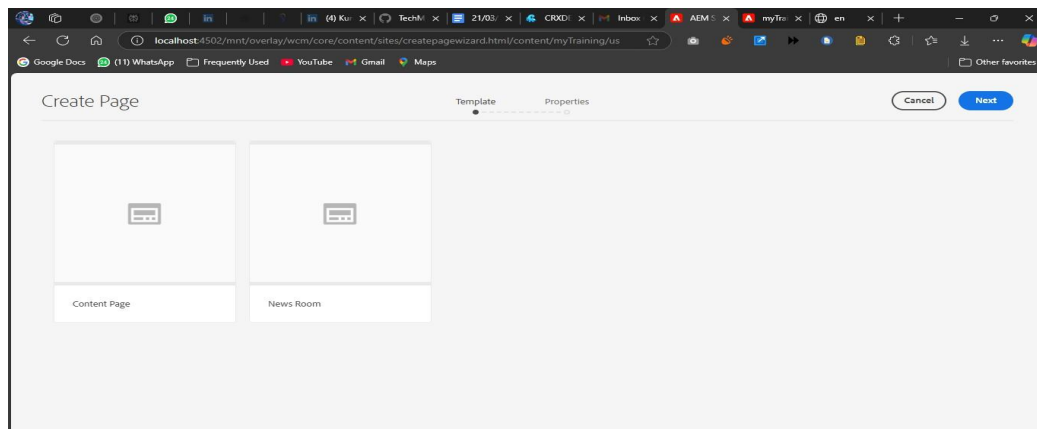 (4) Kur TechM 21/03/ CRXDE Inbox AEM S myTrai en
localhost:4502/mnt/overlay/wcm/core/content/sites/createpagewizard.html/content/myTraining/us
Google Docs (11) WhatsApp Frequently Used YouTube Gmail Maps Other favorites
Create Page Template Properties Cancel Next
Content Page News Room